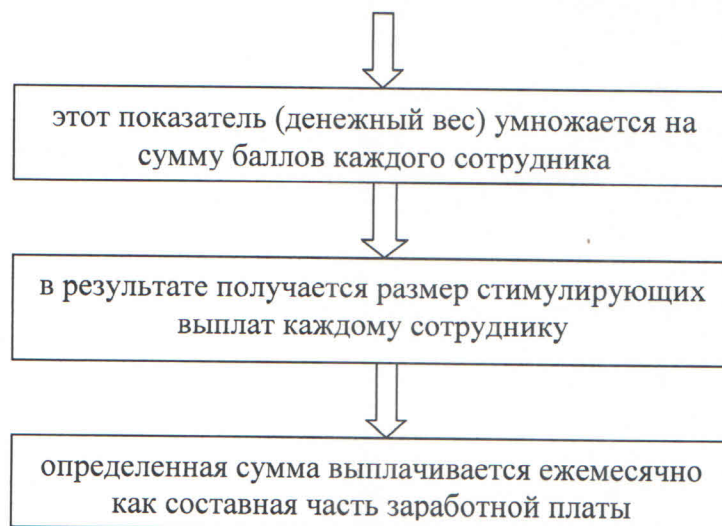 этот показатель (денежный вес) умножается на
сумму баллов каждого сотрудника
в результате получается размер стимулирующих
выплат каждому сотруднику
определенная сумма выплачивается ежемесячно
как составная часть заработной платы